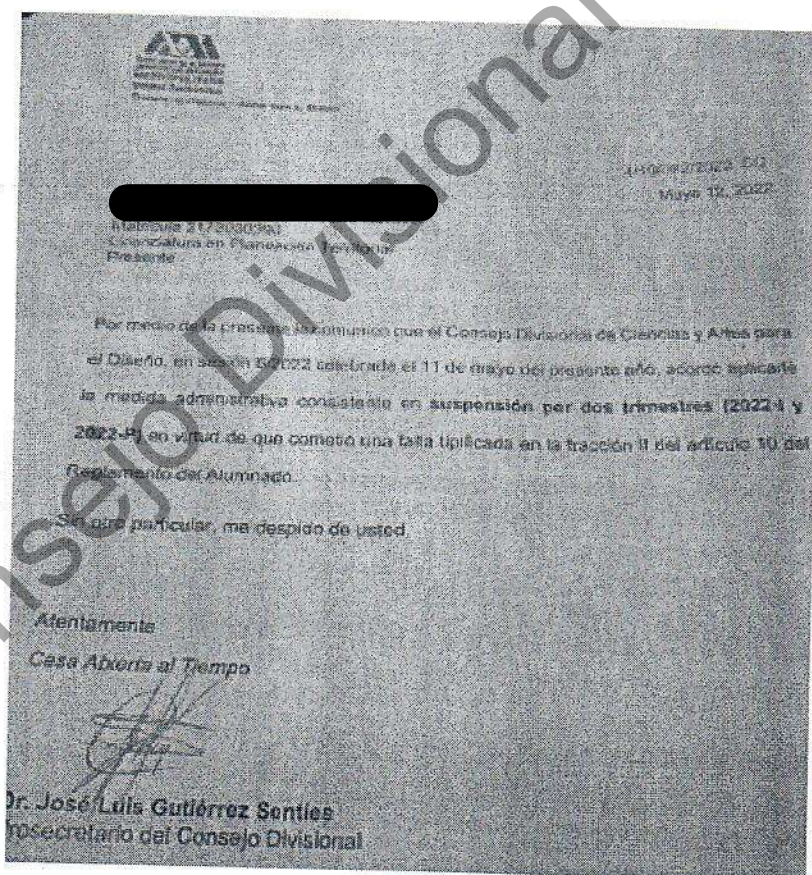 Mayo 12, 2022
Matrícula
Licenciatura en Planeación Territorial
Presente
Por medio de la presente le comunico que el Consejo Divisional de Ciencias y Artes para
el Diseño, en sesión celebrada el 11 de mayo del presente año, acordó aplicarle
la medida administrativa consistente en suspensión por dos trimestres (2022-I y
2022-P) en virtud de que cometió una falta tipificada en la fracción II del artículo 10 del
Reglamento del Alumnado.
Sin otro particular, me despido de usted.
Atentamente
Casa Abierta al Tiempo
Dr. José Luis Gutiérrez Senties
Prosecretario del Consejo Divisional
Consejo Divisional